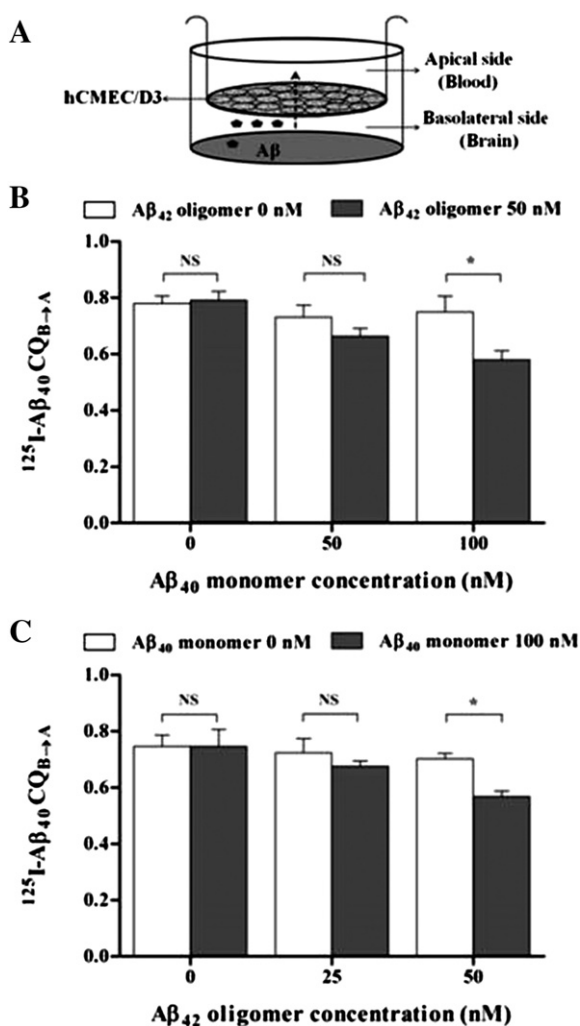 A
hCMEC/D3
Apical side
(Blood)
Basolateral side
(Brain)
Aβ
B
Aβ42 oligomer 0 nM Aβ42 oligomer 50 nM
1.0
0.8
0.6
0.4
0.2
0.0
125I-Aβ40 CQB→A
NS NS *
0 50 100
Aβ40 monomer concentration (nM)
C
Aβ40 monomer 0 nM Aβ40 monomer 100 nM
1.0
0.8
0.6
0.4
0.2
0.0
125I-Aβ40 CQB→A
NS NS *
0 25 50
Aβ42 oligomer concentration (nM)